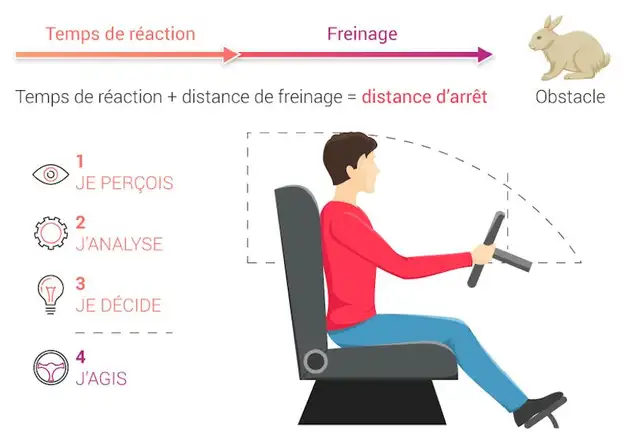 Temps de réaction
Freinage
Temps de réaction + distance de freinage = distance d'arrêt
Obstacle
1
JE PERÇOIS
2
J'ANALYSE
3
JE DÉCIDE
4
J'AGIS